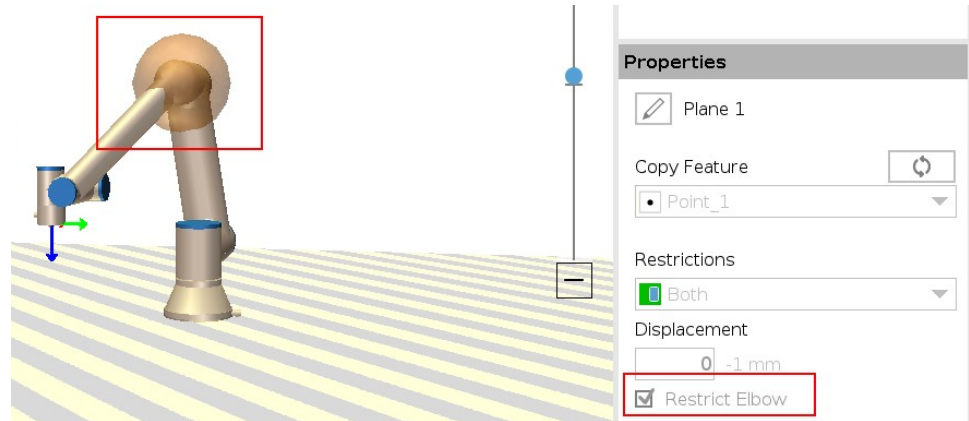 Properties
Plane 1
Copy Feature
Point_1
Restrictions
Both
Displacement
0 -1 mm
Restrict Elbow